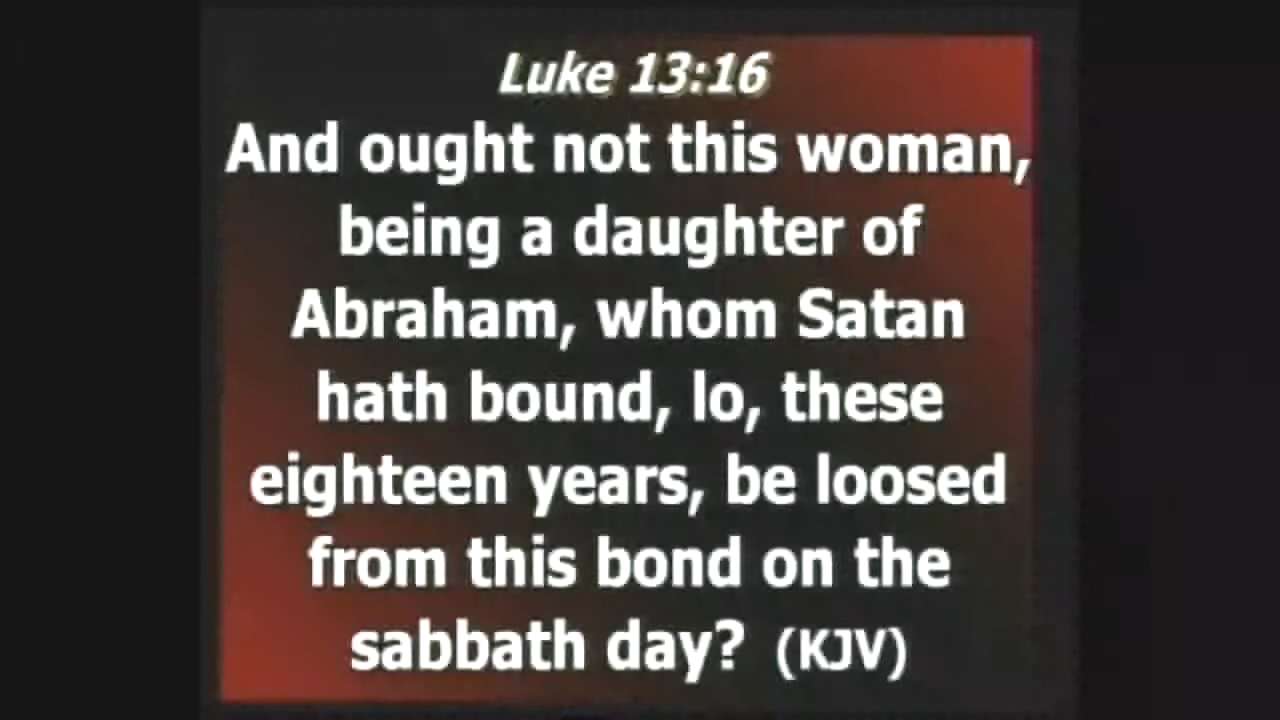 Luke 13:16
And ought not this woman,
being a daughter of
Abraham, whom Satan
hath bound, lo, these
eighteen years, be loosed
from this bond on the
sabbath day? (KJV)